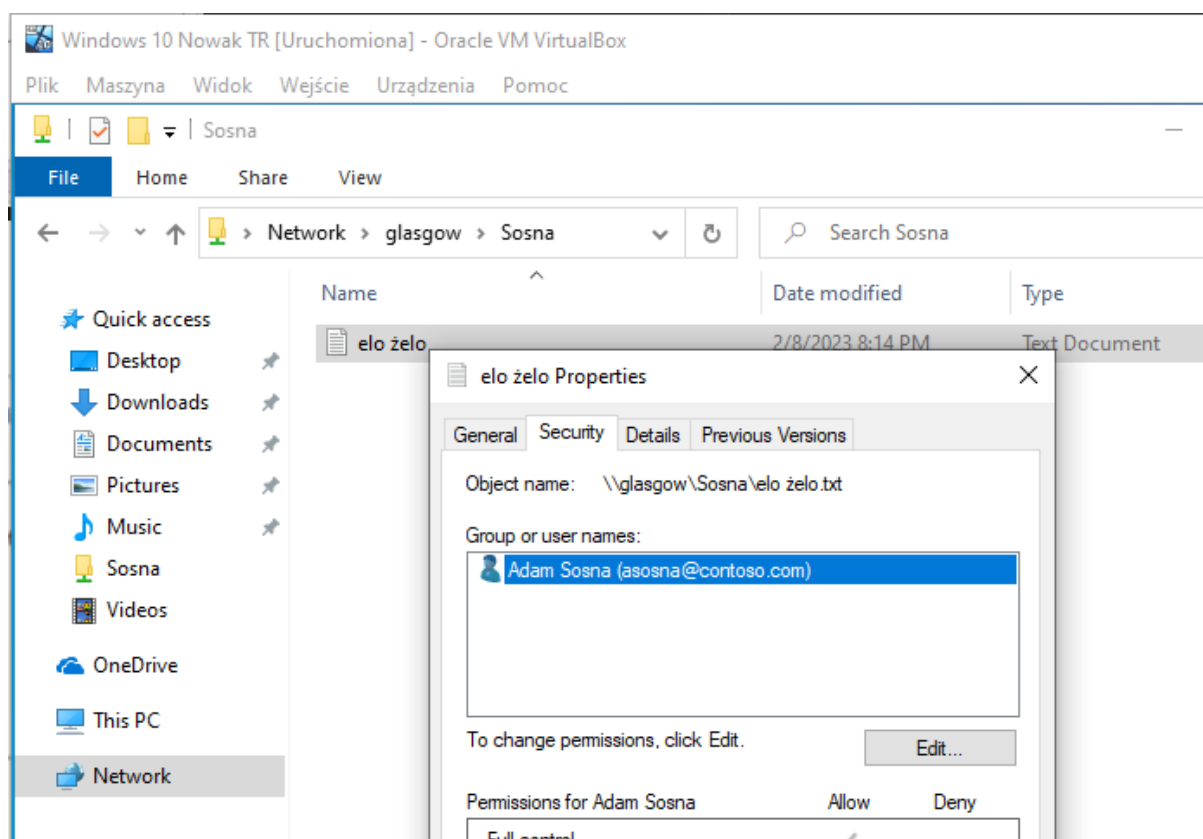 Windows 10 Nowak TR [Uruchomiona] - Oracle VM VirtualBox
Plik Maszyna Widok Wejście Urządzenia Pomoc
Sosna
File Home Share View
Network glasgow Sosna Search Sosna
Name Date modified Type
Quick access
elo żelo 2/8/2023 8:14 PM Text Document
Desktop
elo żelo Properties
Downloads
General Security Details Previous Versions
Documents
Object name: \\glasgow\Sosna\elo żelo.txt
Pictures
Music
Group or user names:
Sosna
Adam Sosna (asosna@contoso.com)
Videos
OneDrive
This PC
To change permissions, click Edit.
Edit...
Network
Permissions for Adam Sosna Allow Deny
Full control